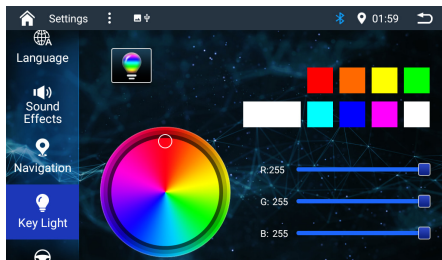 Settings
01:59
Language
Sound
Effects
Navigation
Key Light
R:255
G: 255
B: 255